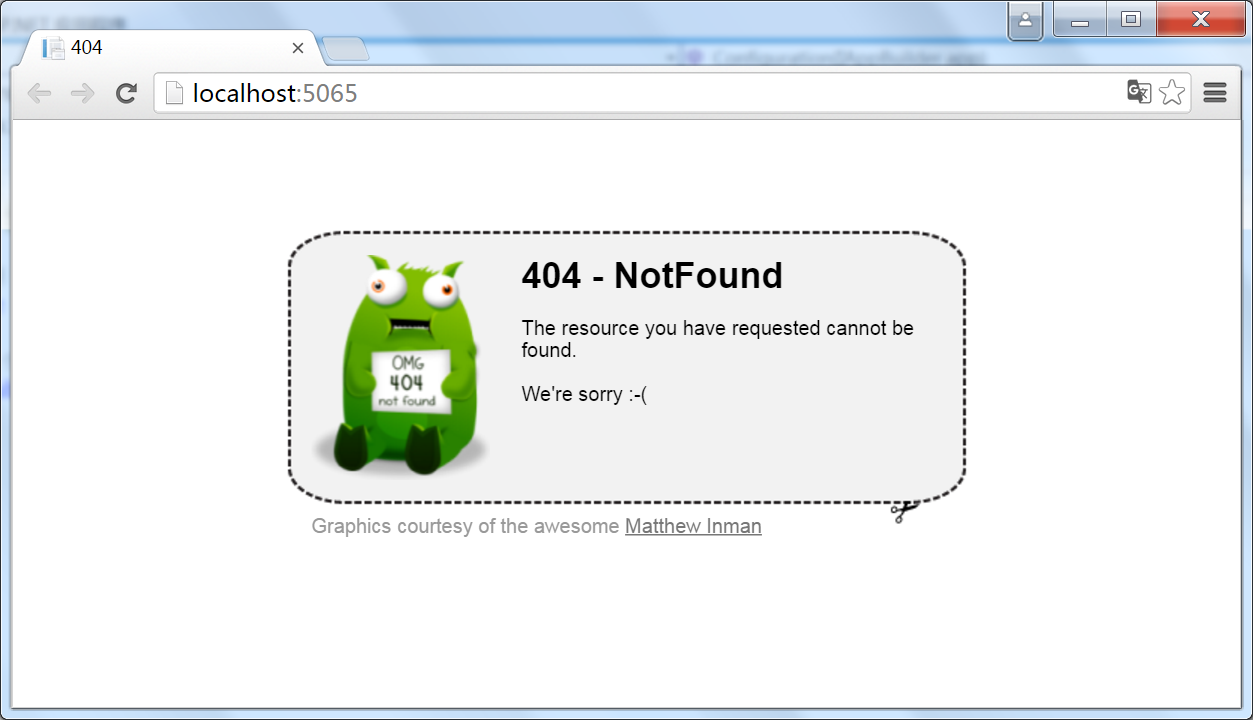 404
localhost:5065
404 - NotFound
The resource you have requested cannot be
found.
We're sorry :-(
OMG
404
not found
Graphics courtesy of the awesome Matthew Inman